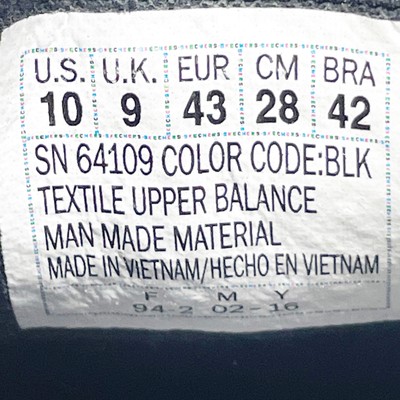 U.S. U.K. EUR CM BRA
10 9 43 28 42
SN 64109 COLOR CODE:BLK
TEXTILE UPPER BALANCE
MAN MADE MATERIAL
MADE IN VIETNAM/HECHO EN VIETNAM
F M Y
94-2 02-16